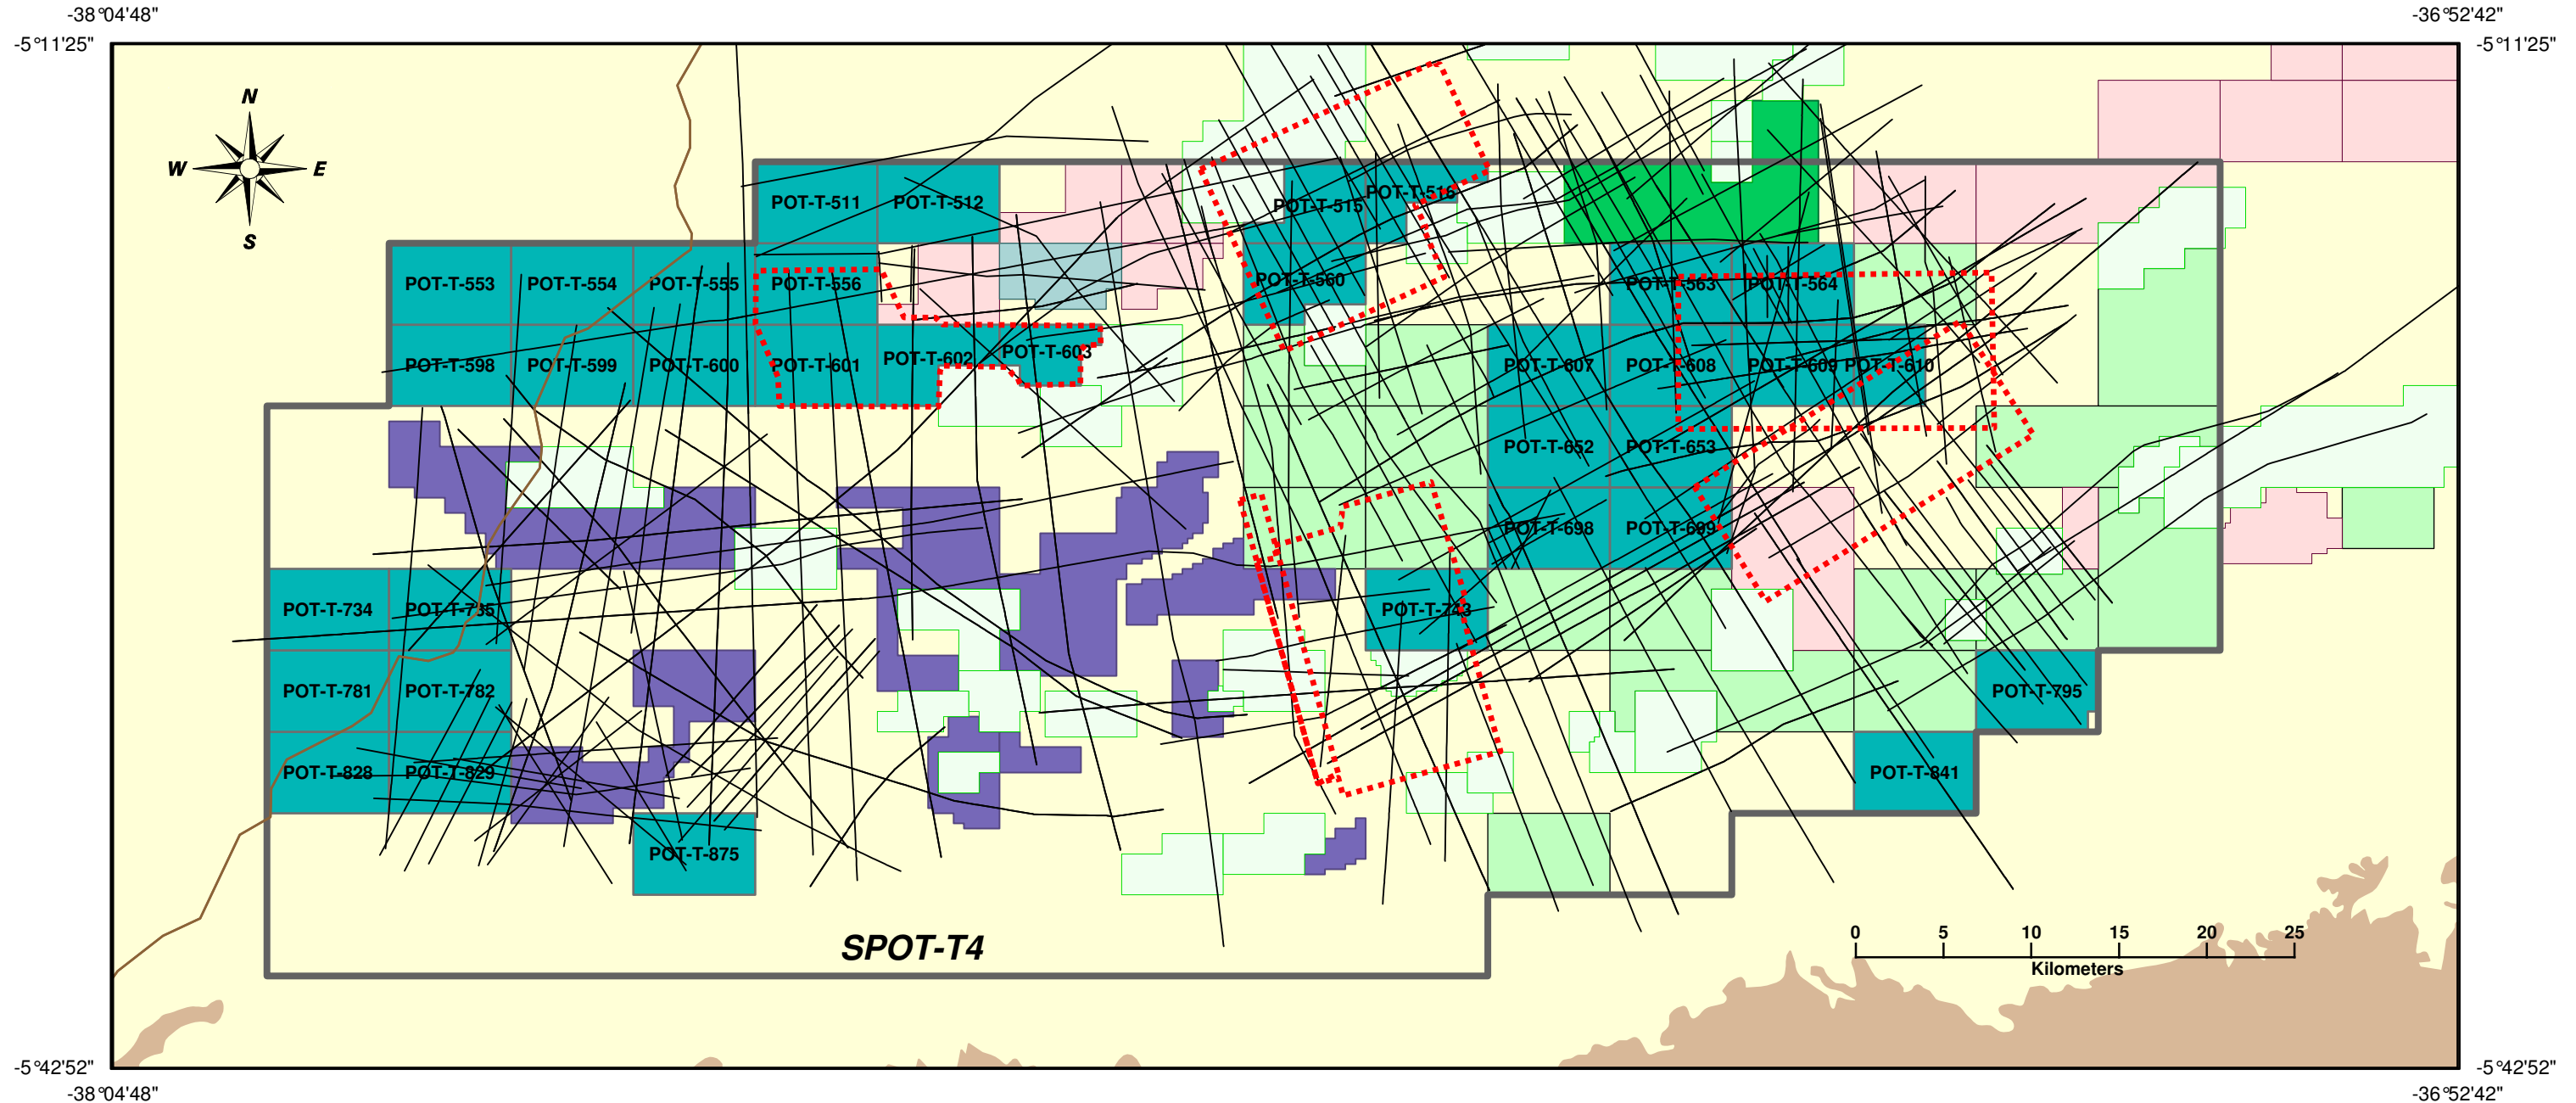 -38°04'48" -36°52'42"
-5°11'25" -5°11'25"
N
W E
S
POT-T-511 POT-T-512 POT-T-515 POT-T-516
POT-T-553 POT-T-554 POT-T-555 POT-T-556 POT-T-560 POT-T-563 POT-T-564
POT-T-598 POT-T-599 POT-T-600 POT-T-601 POT-T-602 POT-T-603 POT-T-607 POT-T-608 POT-T-609 POT-T-610
POT-T-652 POT-T-653
POT-T-698 POT-T-699
POT-T-734 POT-T-735 POT-T-743
POT-T-781 POT-T-782 POT-T-795
POT-T-828 POT-T-829 POT-T-841
POT-T-875
SPOT-T4
0 5 10 15 20 25
Kilometers
-5°42'52" -5°42'52"
-38°04'48" -36°52'42"